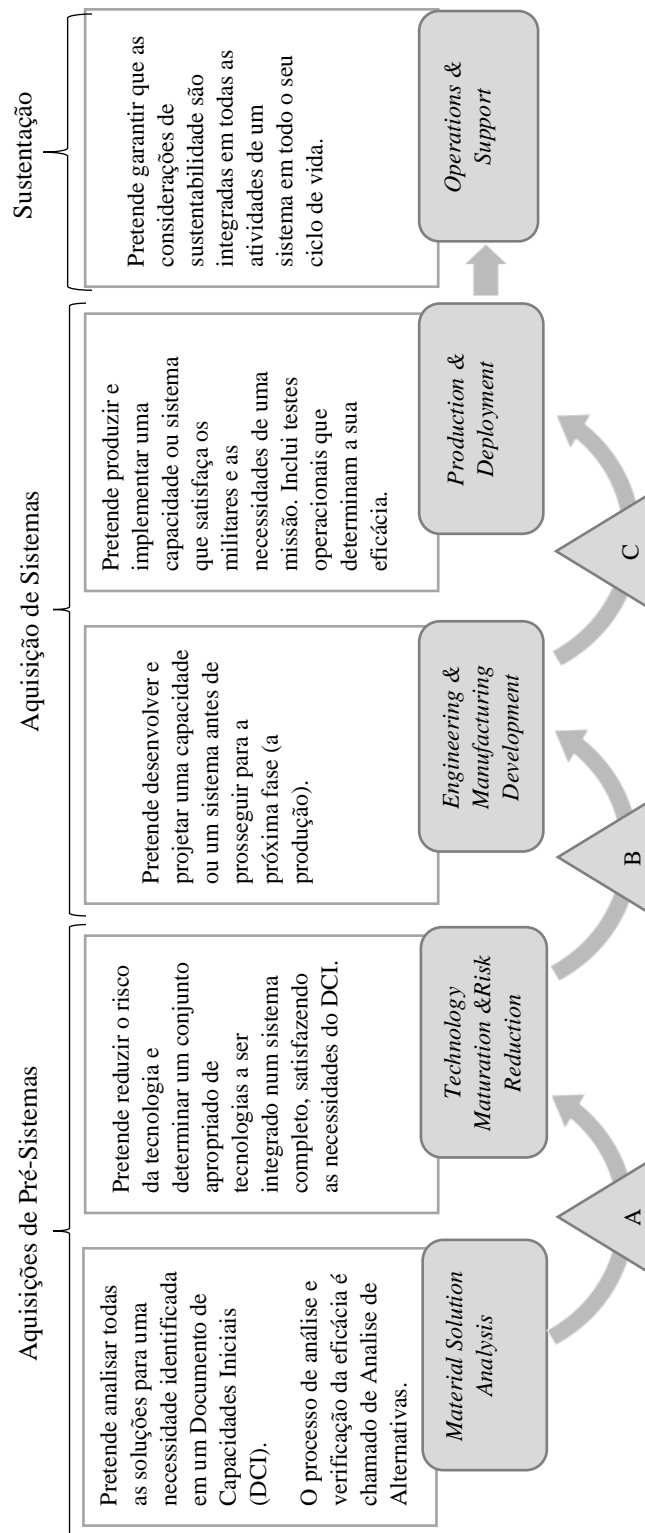 Aquisições de Pré-Sistemas
Aquisição de Sistemas
Sustentação
Pretende analisar todas
as soluções para uma
necessidade identificada
em um Documento de
Capacidades Iniciais
(DCI).
O processo de análise e
verificação da eficácia é
chamado de Analise de
Alternativas.
Pretende reduzir o risco
da tecnologia e
determinar um conjunto
apropriado de
tecnologias a ser
integrado num sistema
completo, satisfazendo
as necesidades do DCI.
Pretende desenvolver e
projetar uma capacidade
ou um sistema antes de
prosseguir para a
próxima fase (a
produção).
Pretende produzir e
implementar uma
capacidade ou sistema
que satisfaça os
militares e as
necessidades de uma
missão. Inclui testes
operacionais que
determinam a sua
eficácia.
Pretende garantir que as
considerações de
sustentabilidade são
integradas em todas as
atividades de um
sistema em todo o seu
ciclo de vida.
Material Solution
Analysis
Technology
Maturation &Risk
Reduction
Engineering &
Manufacturing
Development
Production &
Deployment
Operations &
Support
A
B
C